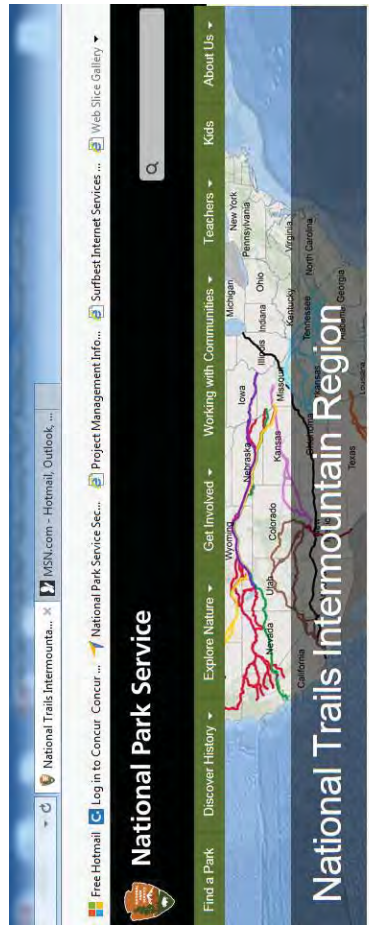 National Trails Intermounta... × MSN.com - Hotmail, Outlook, ...
Free Hotmail Log in to Concur Concur ... National Park Service Sec... Project Management Info... Surfbest Internet Services ... Web Slice Gallery
National Park Service
Find a Park Discover History Explore Nature Get Involved Working with Communities Teachers Kids About Us
Michigan New York
Wyoming Iowa Pennsylvania
Nebraska Illinois Indiana Ohio
Nevada Utah Colorado Kansas Missouri Kentucky Virginia
California Tennessee North Carolina
Georgia
Texas Louisiana
National Trails Intermountain Region